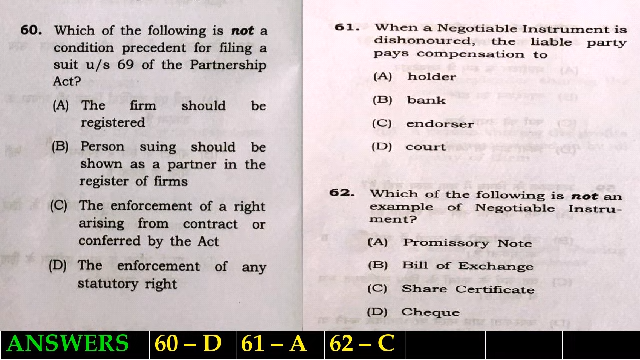 60. Which of the following is not a
condition precedent for filing a
suit u/s 69 of the Partnership
Act?
(A) The firm should be
registered
(B) Person suing should be
shown as a partner in the
register of firms
(C) The enforcement of a right
arising from contract or
conferred by the Act
(D) The enforcement of any
statutory right
61. When a Negotiable Instrument is
dishonoured, the liable party
pays compensation to
(A) holder
(B) bank
(C) endorser
(D) court
62. Which of the following is not an
example of Negotiable Instru-
ment?
(A) Promissory Note
(B) Bill of Exchange
(C) Share Certificate
(D) Cheque
ANSWERS 60 – D 61 – A 62 – C